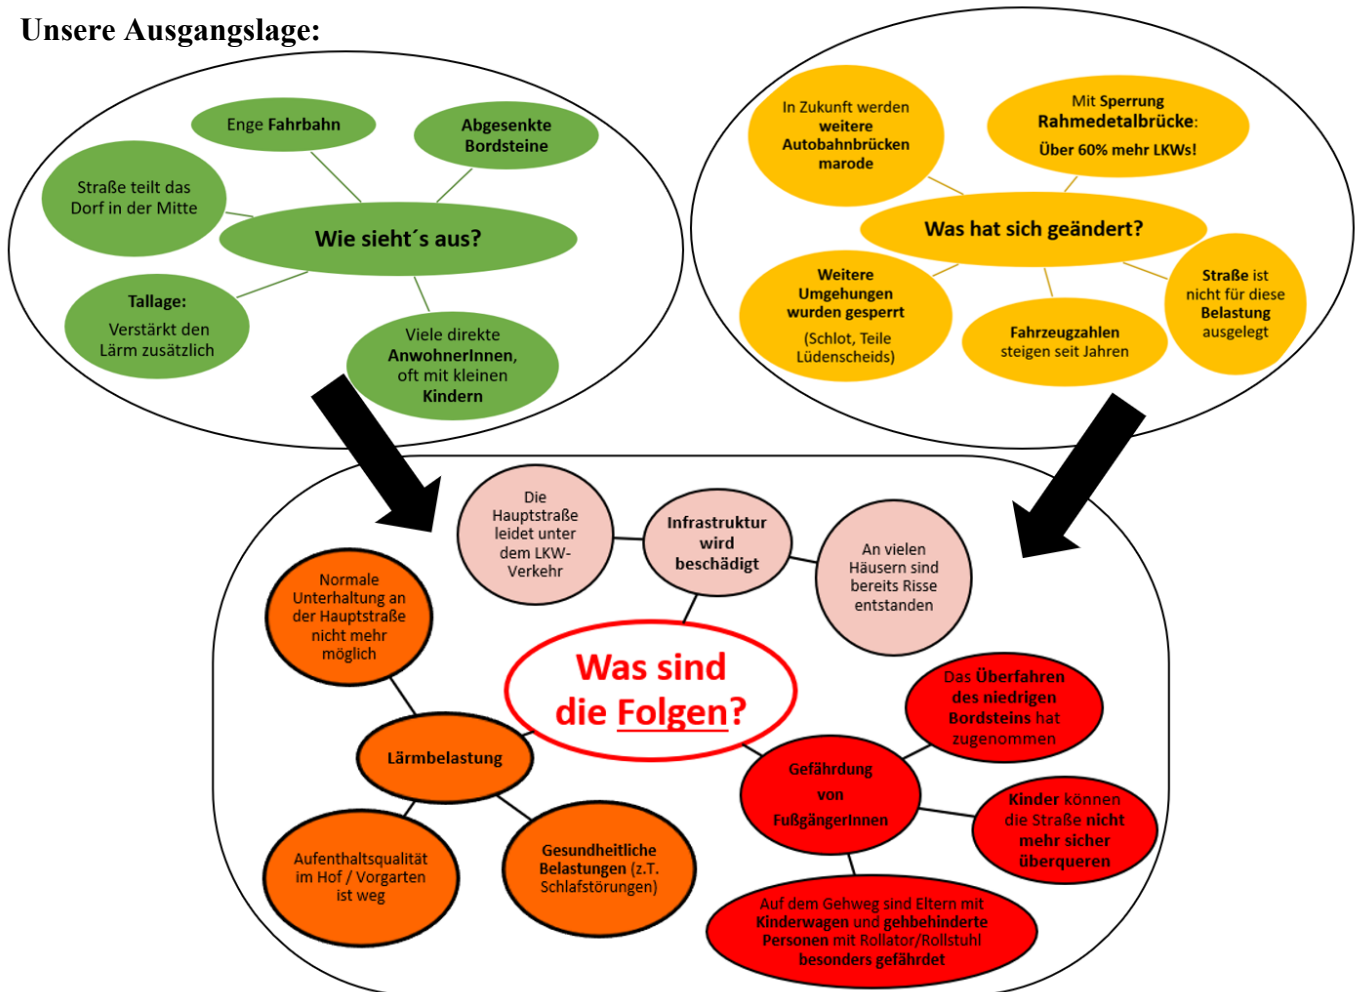 Unsere Ausgangslage:
Enge Fahrbahn
Abgesenkte
Bordsteine
Straße teilt das
Dorf in der Mitte
Wie sieht´s aus?
Tallage:
Verstärkt den
Lärm zusätzlich
Viele direkte
AnwohnerInnen,
oft mit kleinen
Kindern
In Zukunft werden
weitere
Autobahnbrücken
marode
Mit Sperrung
Rahmedetalbrücke:
Über 60% mehr LKWs!
Was hat sich geändert?
Weitere
Umgehungen
wurden gesperrt
(Schlot, Teile
Lüdenscheids)
Fahrzeugzahlen
steigen seit Jahren
Straße ist
nicht für diese
Belastung
ausgelegt
Die
Hauptstraße
leidet unter
dem LKW-
Verkehr
Infrastruktur
wird
beschädigt
An vielen
Häusern sind
bereits Risse
entstanden
Normale
Unterhaltung an
der Hauptstraße
nicht mehr
möglich
Was sind
die Folgen?
Das Überfahren
des niedrigen
Bordsteins hat
zugenommen
Lärmbelastung
Gefährdung
von
FußgängerInnen
Kinder können
die Straße nicht
mehr sicher
überqueren
Aufenthaltsqualität
im Hof / Vorgarten
ist weg
Gesundheitliche
Belastungen (z.T.
Schlafstörungen)
Auf dem Gehweg sind Eltern mit
Kinderwagen und gehbehinderte
Personen mit Rollator/Rollstuhl
besonders gefährdet